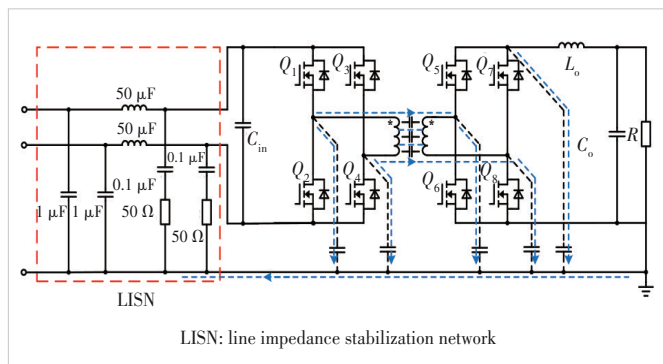 50 μF
50 μF
0.1 μF
0.1 μF
1 μF
1 μF
50 Ω
50 Ω
LISN
Cin
Q1
Q3
Q2
Q4
*
*
Q5
Q7
Q6
Q8
Lo
Co
R
LISN: line impedance stabilization network